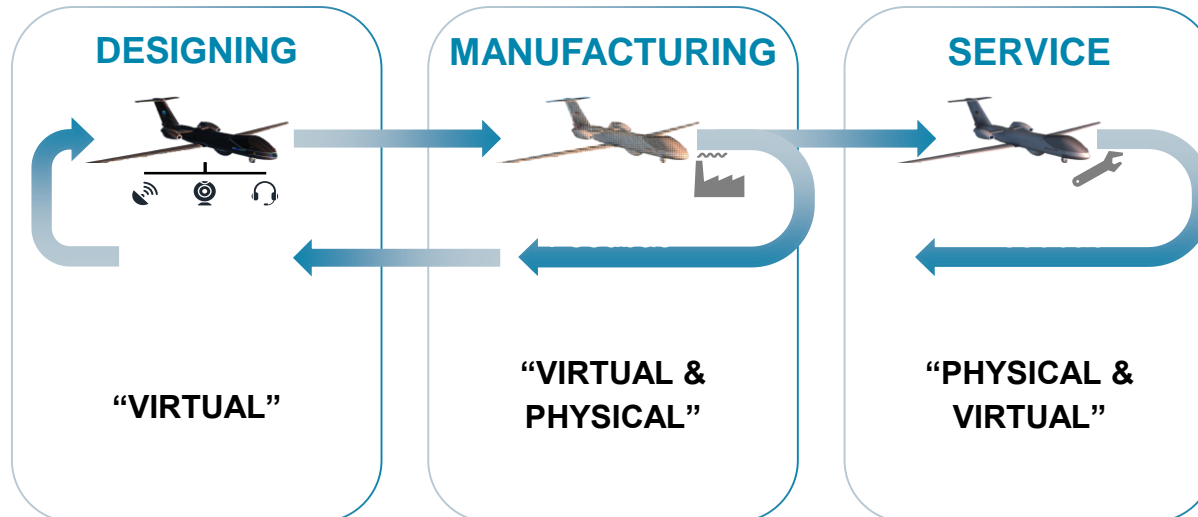 DESIGNING
MANUFACTURING
SERVICE
“VIRTUAL”
“VIRTUAL &
PHYSICAL”
“PHYSICAL &
VIRTUAL”